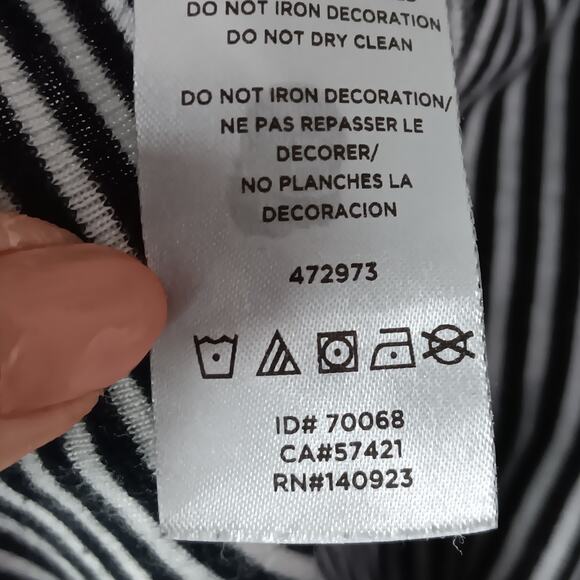 DO NOT IRON DECORATION
DO NOT DRY CLEAN
DO NOT IRON DECORATION/
NE PAS REPASSER LE
DECORER/
NO PLANCHES LA
DECORACION
472973
ID# 70068
CA#57421
RN#140923